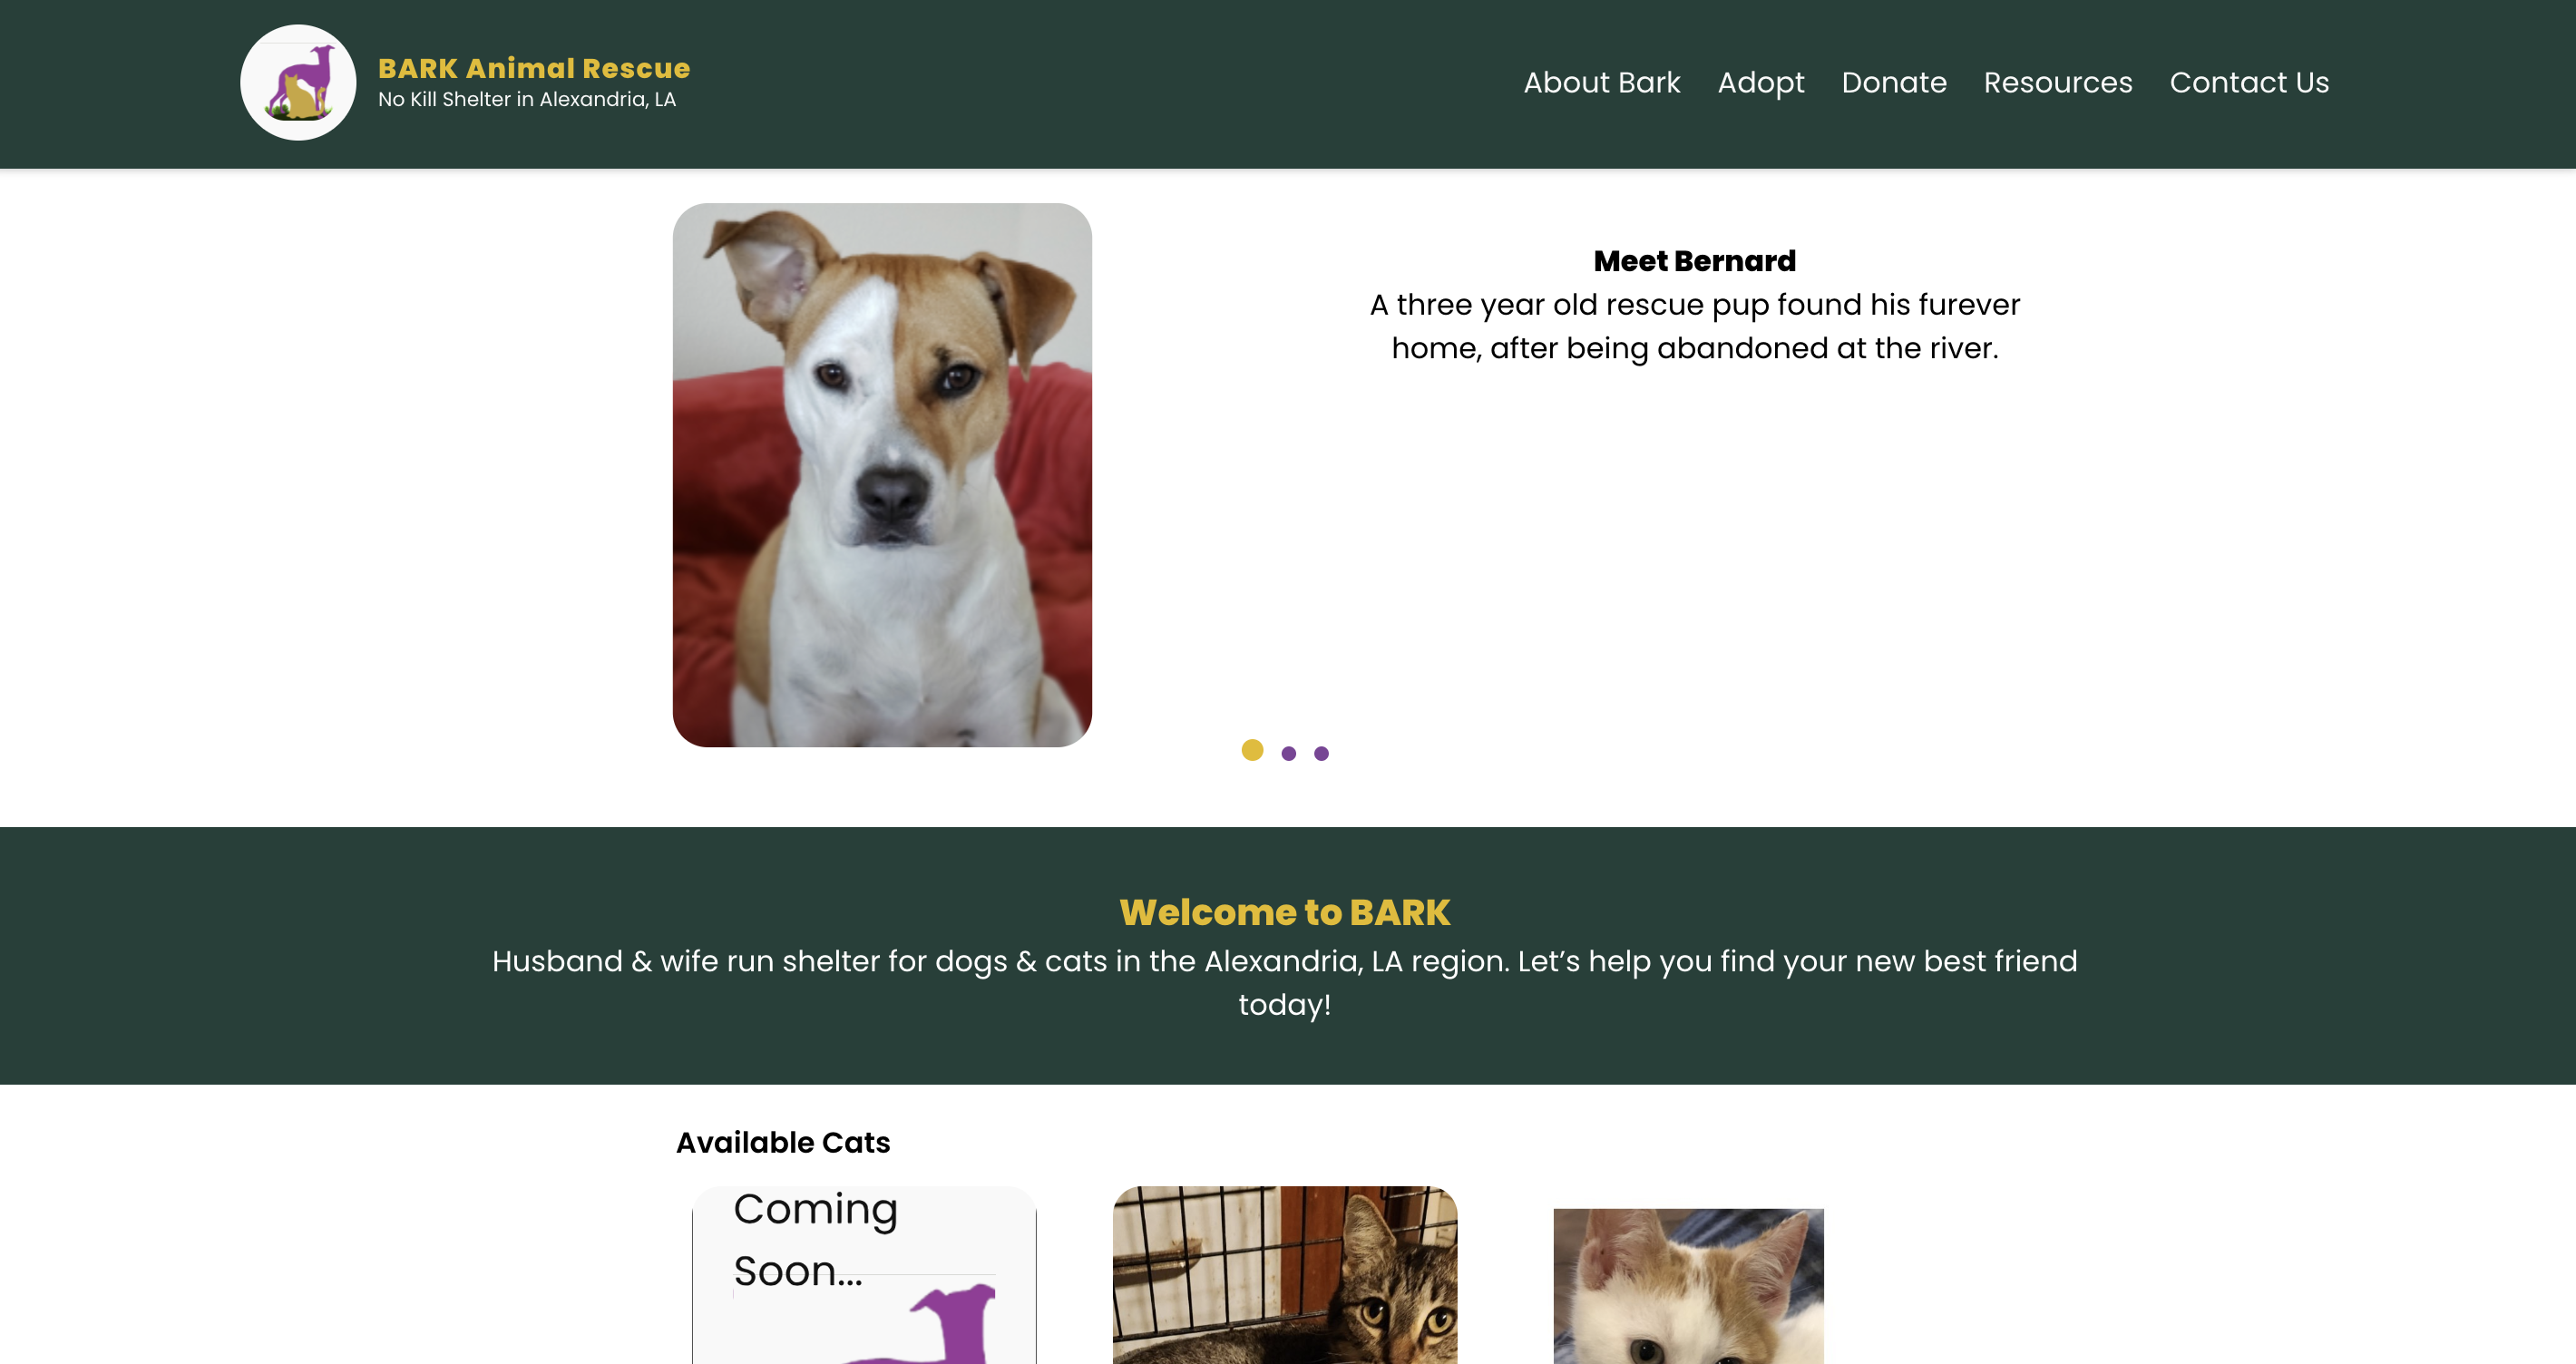 BARK Animal Rescue
No Kill Shelter in Alexandria, LA
About Bark Adopt Donate Resources Contact Us
Meet Bernard
A three year old rescue pup found his furever
home, after being abandoned at the river.
Welcome to BARK
Husband & wife run shelter for dogs & cats in the Alexandria, LA region. Let’s help you find your new best friend
today!
Available Cats
Coming
Soon...